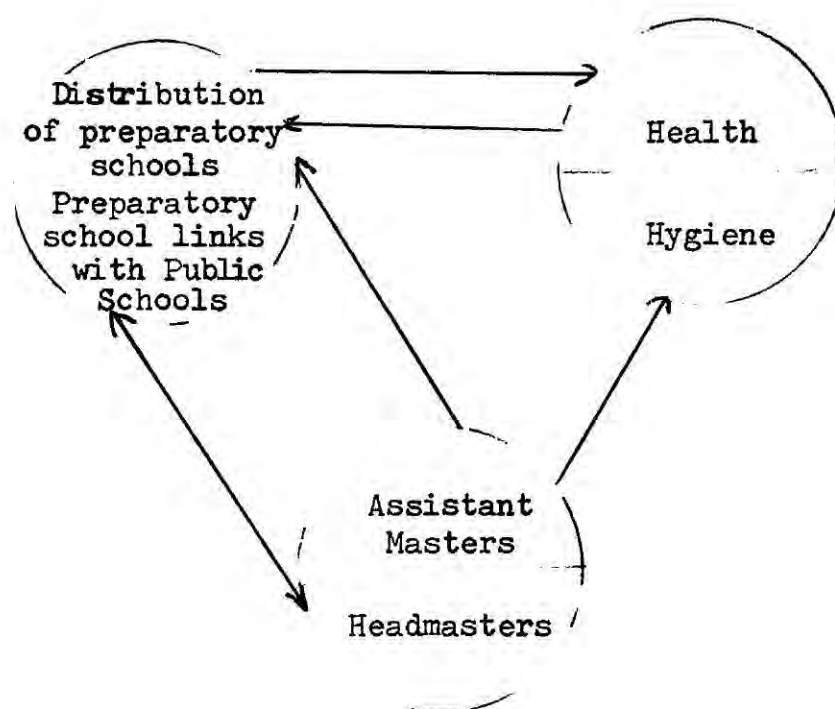 Distribution
of preparatory
schools
Preparatory
school links
with Public
Schools
Health
Hygiene
Assistant
Masters
Headmasters